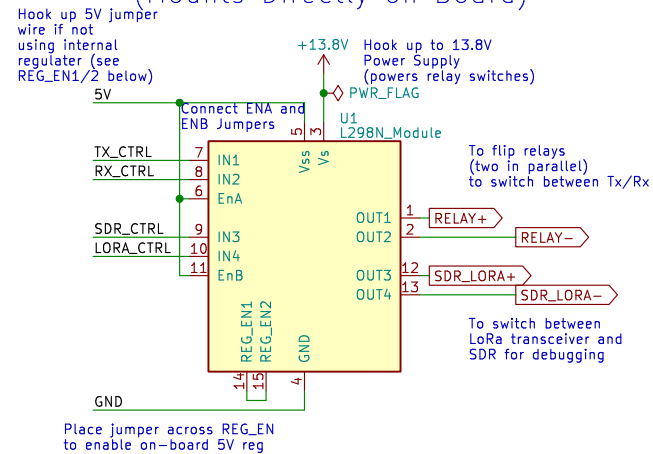 (Mounts Directly on Board)
Hook up 5V jumper
wire if not
using internal
regulater (see
REG_EN1/2 below)
+13.8V
Hook up to 13.8V
Power Supply
(powers relay switches)
PWR_FLAG
5V
Connect ENA and
ENB Jumpers
U1
L298N_Module
5
3
Vss
Vs
To flip relays
(two in parallel)
to switch between Tx/Rx
TX_CTRL
7
IN1
RX_CTRL
8
IN2
6
EnA
SDR_CTRL
9
IN3
LORA_CTRL
10
IN4
11
EnB
OUT1
1
RELAY+
OUT2
2
RELAY-
OUT3
12
SDR_LORA+
OUT4
13
SDR_LORA-
To switch between
LoRa transceiver and
SDR for debugging
REG_EN1
REG_EN2
GND
14
15
4
GND
Place jumper across REG_EN
to enable on-board 5V reg